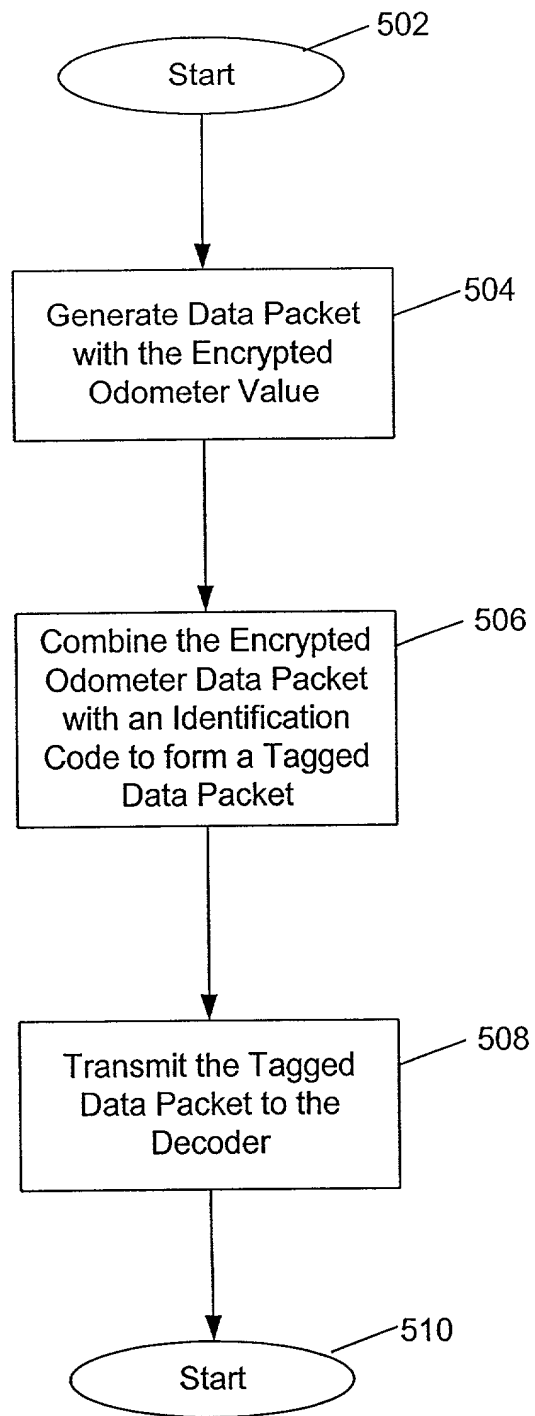 502
Start
504
Generate Data Packet
with the Encrypted
Odometer Value
506
Combine the Encrypted
Odometer Data Packet
with an Identification
Code to form a Tagged
Data Packet
508
Transmit the Tagged
Data Packet to the
Decoder
510
Start